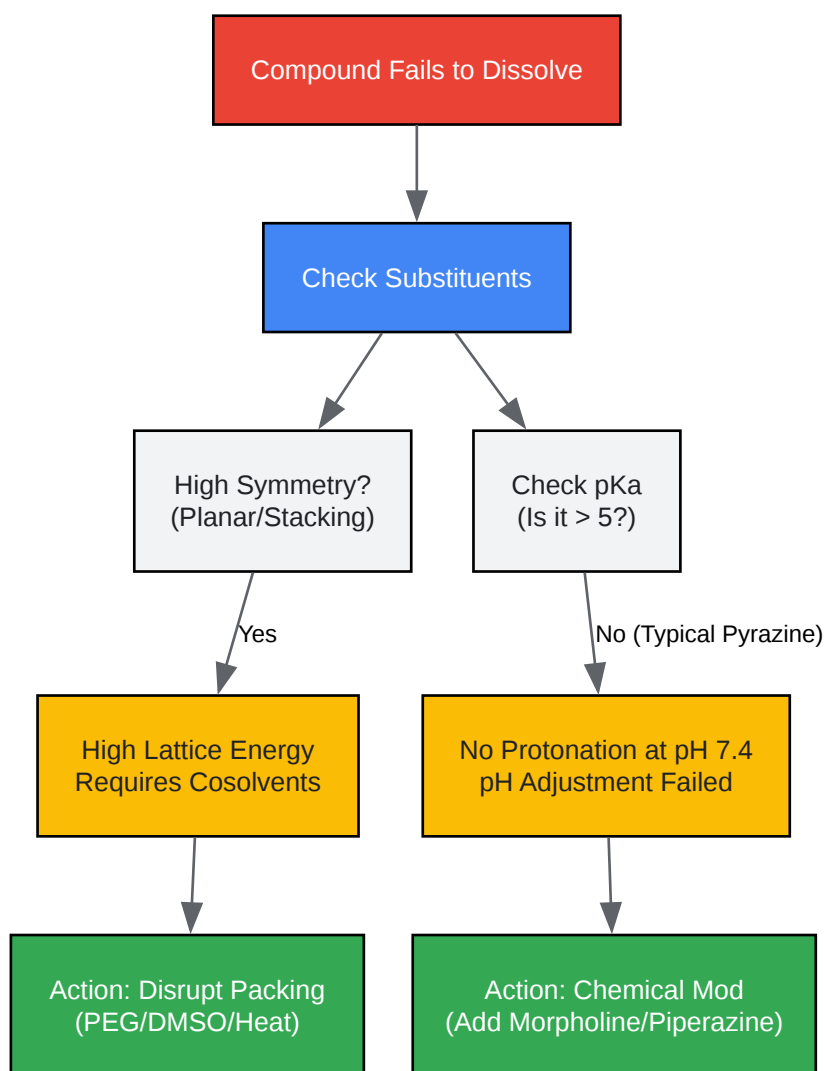 Compound Fails to Dissolve
Check Substituents
High Symmetry?
(Planar/Stacking)
Check pKa
(Is it > 5?)
Yes
No (Typical Pyrazine)
High Lattice Energy
Requires Cosolvents
No Protonation at pH 7.4
pH Adjustment Failed
Action: Disrupt Packing
(PEG/DMSO/Heat)
Action: Chemical Mod
(Add Morpholine/Piperazine)